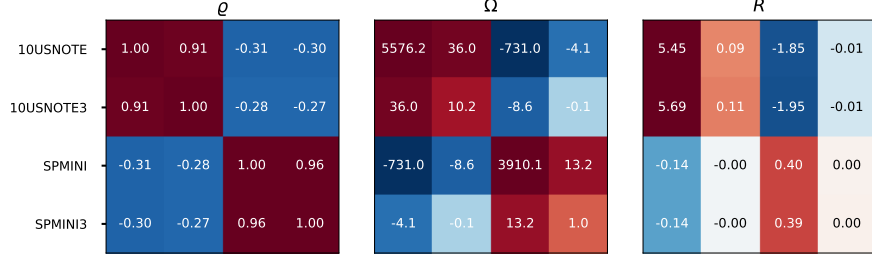 ϱ Ω R
10USNOTE 1.00 0.91 -0.31 -0.30 5576.2 36.0 -731.0 -4.1 5.45 0.09 -1.85 -0.01
10USNOTE3 0.91 1.00 -0.28 -0.27 36.0 10.2 -8.6 -0.1 5.69 0.11 -1.95 -0.01
SPMINI -0.31 -0.28 1.00 0.96 -731.0 -8.6 3910.1 13.2 -0.14 -0.00 0.40 0.00
SPMINI3 -0.30 -0.27 0.96 1.00 -4.1 -0.1 13.2 1.0 -0.14 -0.00 0.39 0.00